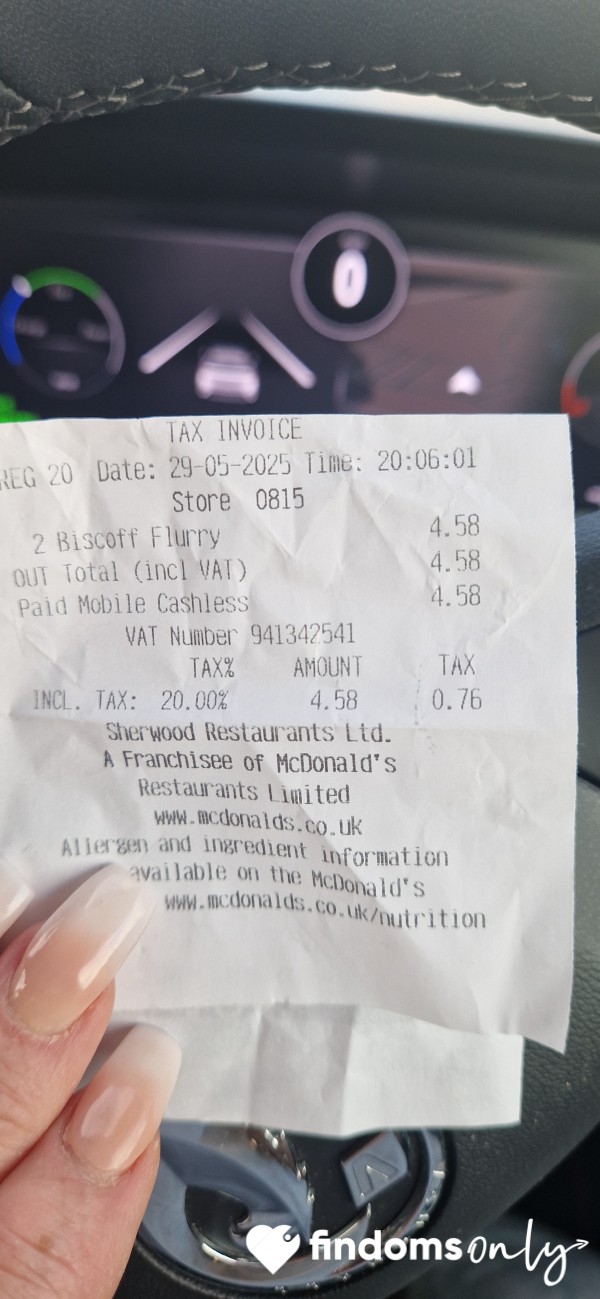 0
TAX INVOICE
REG 20 Date: 29-05-2025 Time: 20:06:01
Store 0815
2 Biscoff Flurry 4.58
OUT Total (incl VAT) 4.58
Paid Mobile Cashless 4.58
VAT Number 941342541
TAX% AMOUNT TAX
INCL. TAX: 20.00% 4.58 0.76
Sherwood Restaurants Ltd.
A Franchisee of McDonald's
Restaurants Limited
www.mcdonalds.co.uk
Allergen and ingredient information
available on the McDonald's
www.mcdonalds.co.uk/nutrition
findomsonly